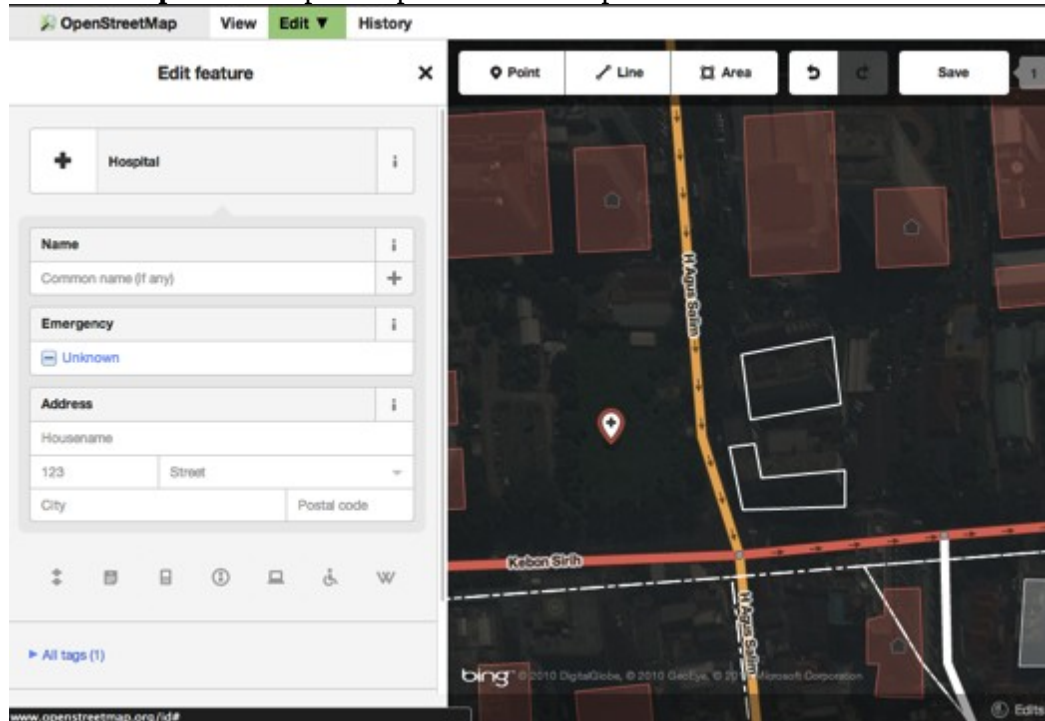 OpenStreetMap View Edit ▼ History
Edit feature ×
Point Line Area Save 1
Hospital i
Name i
Common name (if any) +
Emergency i
Unknown
Address i
Housename
123 Street
City Postal code
W
► All tags (1)
www.openstreetmap.org/id#
H Agus Salim
Kebon Sirih
H Agus Salim
bing © 2010 DigitalGlobe, © 2010 GeoEye, © 2010 Microsoft Corporation
Edits